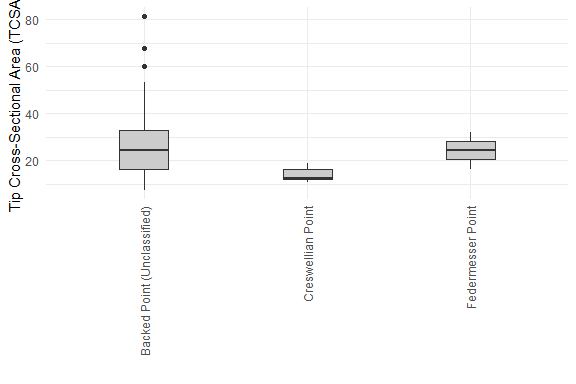 Tip Cross-Sectional Area (TCSA
80
60
40
20
Backed Point (Unclassified)
Creswellian Point
Federmesser Point